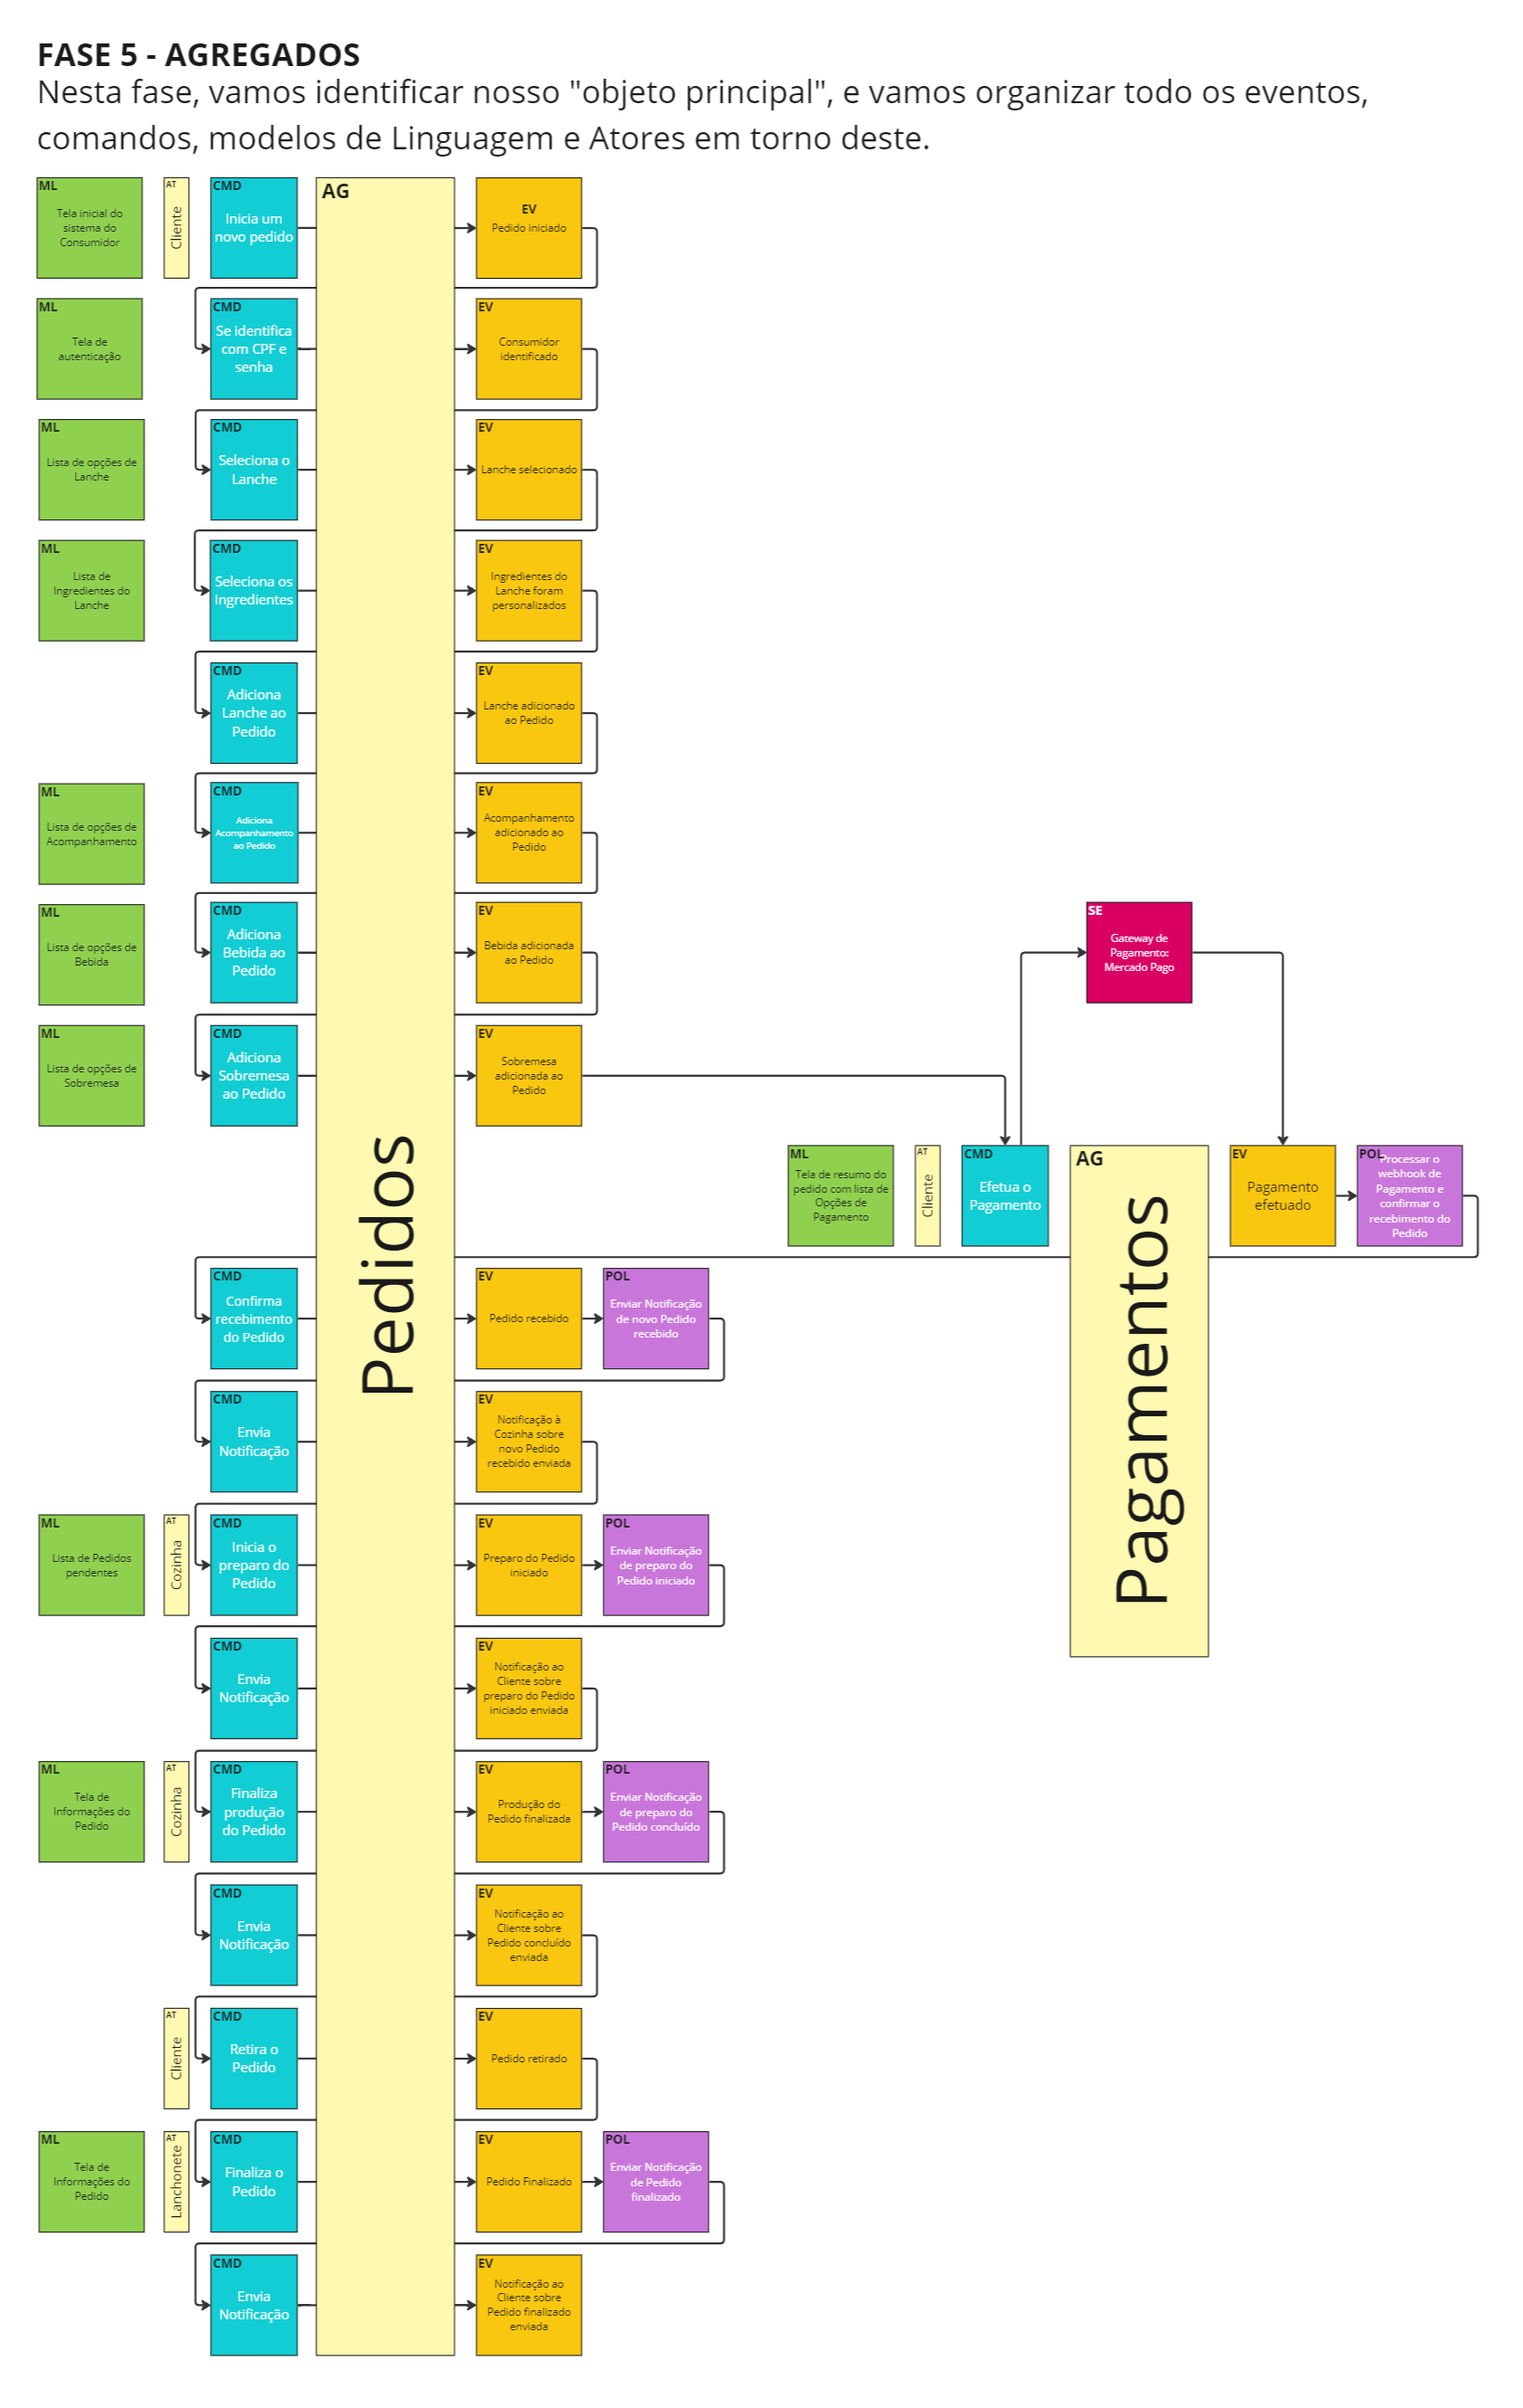 FASE 5 - AGREGADOS
Nesta fase, vamos identificar nosso "objeto principal", e vamos organizar todo os eventos,
comandos, modelos de Linguagem e Atores em torno deste.
ML
Tela inicial do
sistema do
Consumidor
AT
Cliente
CMD
Inicia um
novo pedido
AG
Pedidos
EV
Pedido iniciado
ML
Tela de
autenticação
CMD
Se identifica
com CPF e
senha
EV
Consumidor
identificado
ML
Lista de opções de
Lanche
CMD
Seleciona o
Lanche
EV
Lanche selecionado
ML
Lista de
Ingredientes do
Lanche
CMD
Seleciona os
Ingredientes
EV
Ingredientes do
Lanche foram
personalizados
CMD
Adiciona
Lanche ao
Pedido
EV
Lanche adicionado
ao Pedido
ML
Lista de opções de
Acompanhamento
CMD
Adiciona
Acompanhamento
ao Pedido
EV
Acompanhamento
adicionado ao
Pedido
ML
Lista de opções de
Bebida
CMD
Adiciona
Bebida ao
Pedido
EV
Bebida adicionada
ao Pedido
SE
Gateway de
Pagamento:
Mercado Pago
ML
Lista de opções de
Sobremesa
CMD
Adiciona
Sobremesa
ao Pedido
EV
Sobremesa
adicionada ao
Pedido
ML
Tela de resumo do
pedido com lista de
Opções de
Pagamento
AT
Cliente
CMD
Efetua o
Pagamento
AG
Pagamentos
EV
Pagamento
efetuado
POL
Processar o
webhook de
Pagamento e
confirmar o
recebimento do
Pedido
CMD
Confirma
recebimento
do Pedido
EV
Pedido recebido
POL
Enviar Notificação
de novo Pedido
recebido
CMD
Envia
Notificação
EV
Notificação à
Cozinha sobre
novo Pedido
recebido enviada
ML
Lista de Pedidos
pendentes
AT
Cozinha
CMD
Inicia o
preparo do
Pedido
EV
Preparo do Pedido
iniciado
POL
Enviar Notificação
de preparo do
Pedido iniciado
CMD
Envia
Notificação
EV
Notificação ao
Cliente sobre
preparo do Pedido
iniciado enviada
ML
Tela de
Informações do
Pedido
AT
Cozinha
CMD
Finaliza
produção
do Pedido
EV
Produção do
Pedido finalizada
POL
Enviar Notificação
de preparo do
Pedido concluído
CMD
Envia
Notificação
EV
Notificação ao
Cliente sobre
Pedido concluído
enviada
AT
Cliente
CMD
Retira o
Pedido
EV
Pedido retirado
ML
Tela de
Informações do
Pedido
AT
Lanchonete
CMD
Finaliza o
Pedido
EV
Pedido Finalizado
POL
Enviar Notificação
de Pedido
finalizado
CMD
Envia
Notificação
EV
Notificação ao
Cliente sobre
Pedido finalizado
enviada